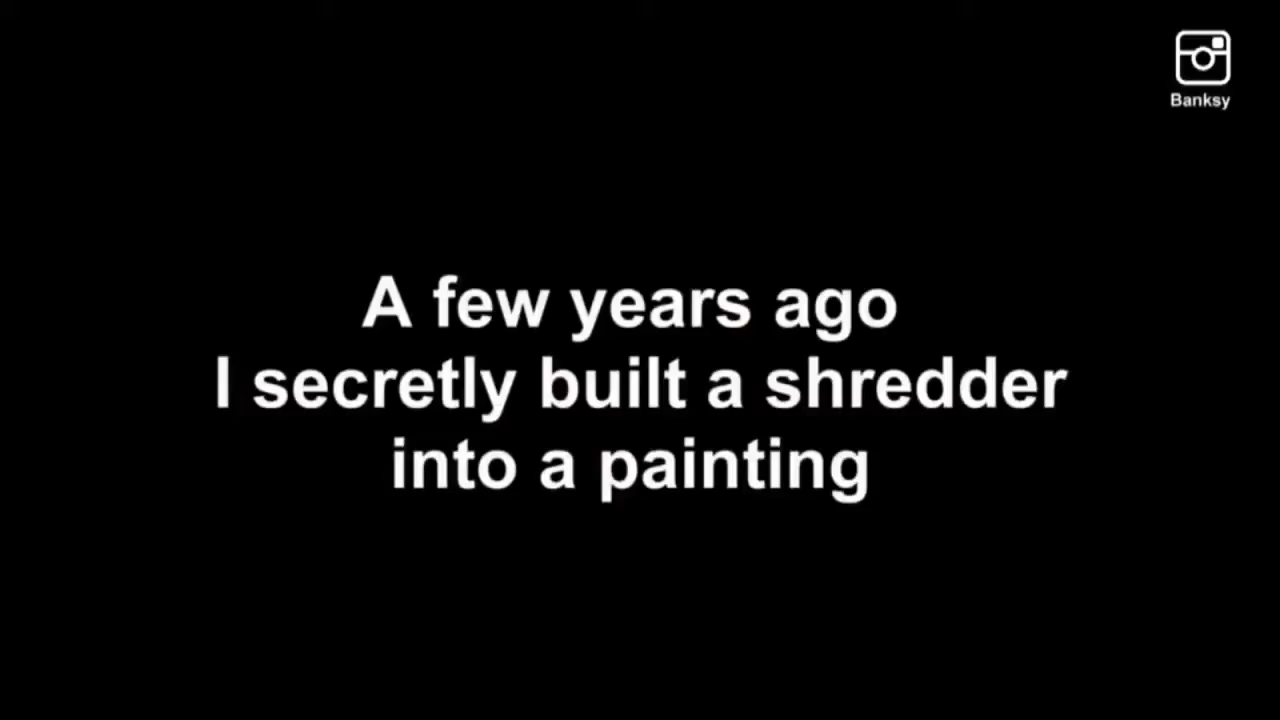 Banksy
A few years ago
I secretly built a shredder
into a painting